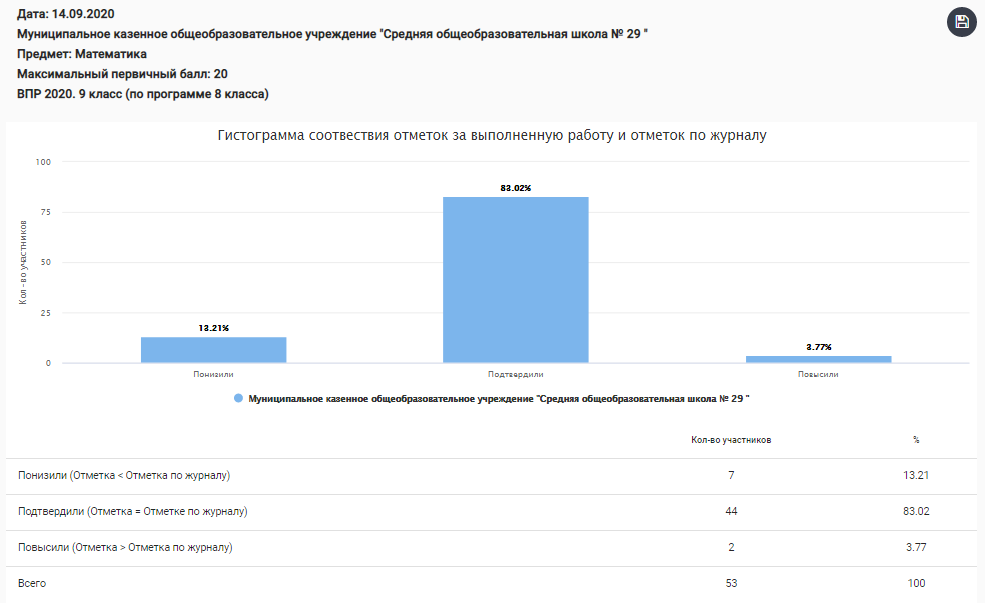 Дата: 14.09.2020
Муниципальное казенное общеобразовательное учреждение "Средняя общеобразовательная школа № 29 "
Предмет: Математика
Максимальный первичный балл: 20
ВПР 2020. 9 класс (по программе 8 класса)
Гистограмма соотвествия отметок за выполненную работу и отметок по журналу
100
75
50
25
0
Кол - во участников
13.21%
83.02%
3.77%
Понизили
Подтвердили
Повысили
Муниципальное казенное общеобразовательное учреждение "Средняя общеобразовательная школа № 29 "
Кол-во участников %
Понизили (Отметка < Отметка по журналу) 7 13.21
Подтвердили (Отметка = Отметке по журналу) 44 83.02
Повысили (Отметка > Отметка по журналу) 2 3.77
Всего 53 100